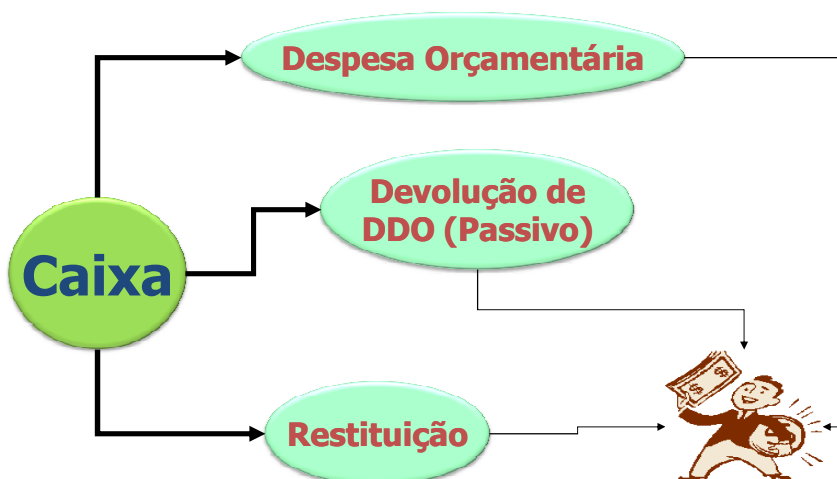 Despesa Orçamentária
Devolução de
DDO (Passivo)
Caixa
Restituição